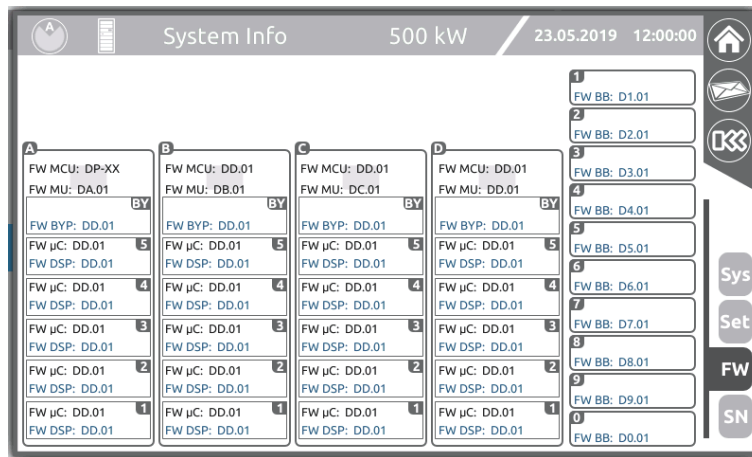 A System Info 500 kW 23.05.2019 12:00:00
A
FW MCU: DP-XX
FW MU: DA.01
BY
FW BYP: DD.01
FW µC: DD.01 5
FW DSP: DD.01
FW µC: DD.01 4
FW DSP: DD.01
FW µC: DD.01 3
FW DSP: DD.01
FW µC: DD.01 2
FW DSP: DD.01
FW µC: DD.01 1
FW DSP: DD.01
B
FW MCU: DD.01
FW MU: DB.01
BY
FW BYP: DD.01
FW µC: DD.01 5
FW DSP: DD.01
FW µC: DD.01 4
FW DSP: DD.01
FW µC: DD.01 3
FW DSP: DD.01
FW µC: DD.01 2
FW DSP: DD.01
FW µC: DD.01 1
FW DSP: DD.01
C
FW MCU: DD.01
FW MU: DC.01
BY
FW BYP: DD.01
FW µC: DD.01 5
FW DSP: DD.01
FW µC: DD.01 4
FW DSP: DD.01
FW µC: DD.01 3
FW DSP: DD.01
FW µC: DD.01 2
FW DSP: DD.01
FW µC: DD.01 1
FW DSP: DD.01
D
FW MCU: DD.01
FW MU: DD.01
BY
FW BYP: DD.01
FW µC: DD.01 5
FW DSP: DD.01
FW µC: DD.01 4
FW DSP: DD.01
FW µC: DD.01 3
FW DSP: DD.01
FW µC: DD.01 2
FW DSP: DD.01
FW µC: DD.01 1
FW DSP: DD.01
1
FW BB: D1.01
2
FW BB: D2.01
3
FW BB: D3.01
4
FW BB: D4.01
5
FW BB: D5.01
6
FW BB: D6.01
7
FW BB: D7.01
8
FW BB: D8.01
9
FW BB: D9.01
0
FW BB: D0.01
Sys
Set
FW
SN